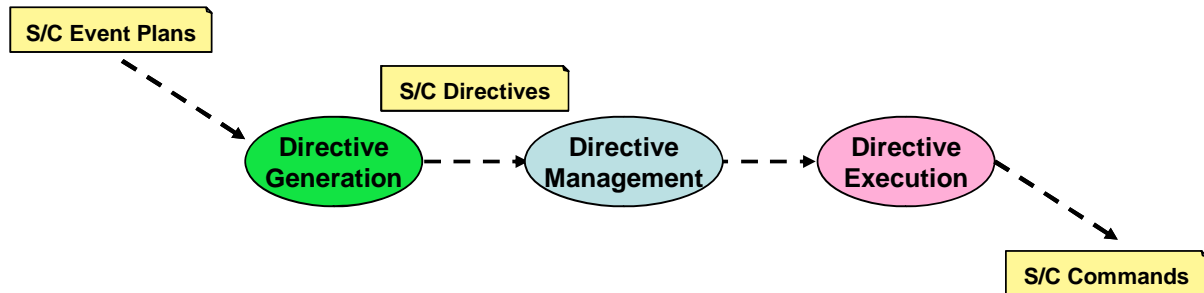 S/C Event Plans
S/C Directives
Directive
Generation
Directive
Management
Directive
Execution
S/C Commands